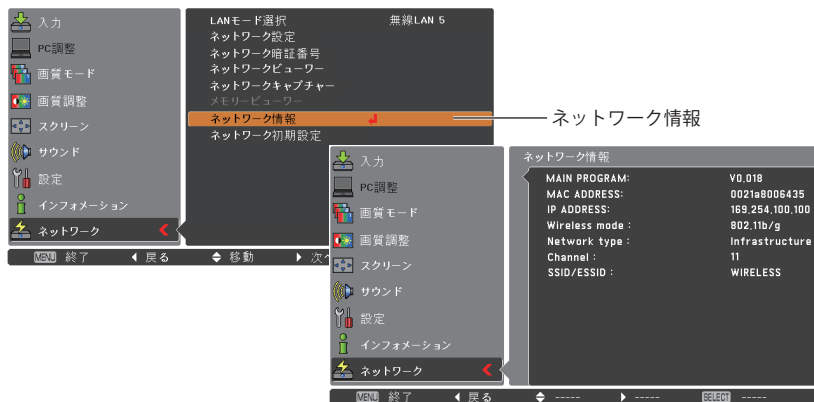 入力
PC調整
画質モード
画質調整
スクリーン
サウンド
設定
インフォメーション
ネットワーク
LANモード選択 無線LAN 5
ネットワーク設定
ネットワーク暗証番号
ネットワークビューワー
ネットワークキャプチャー
メモリービューワー
ネットワーク情報
ネットワーク初期設定
MENU 終了 戻る 移動 次へ
ネットワーク情報
入力
PC調整
画質モード
画質調整
スクリーン
サウンド
設定
インフォメーション
ネットワーク
ネットワーク情報
MAIN PROGRAM: V0.018
MAC ADDRESS: 0021a8006435
IP ADDRESS: 169.254.100.100
Wireless mode : 802.11b/g
Network type : Infrastructure
Channel : 11
SSID/ESSID : WIRELESS
MENU 終了 戻る ----- ----- SELECT -----